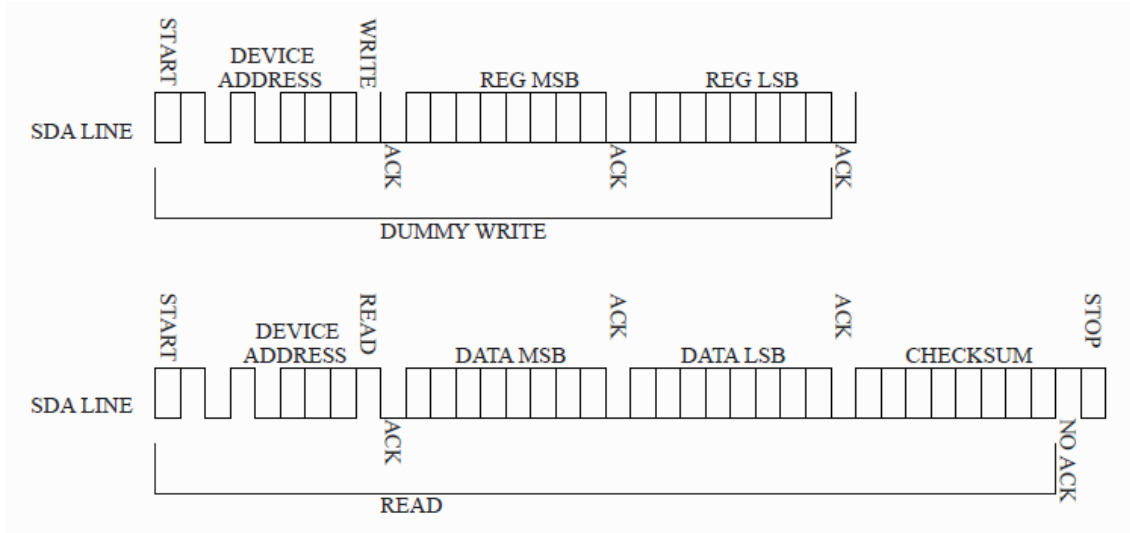 START
DEVICE
ADDRESS
WRITE
REG MSB
REG LSB
SDA LINE
ACK
ACK
ACK
DUMMY WRITE
START
DEVICE
ADDRESS
READ
DATA MSB
ACK
DATA LSB
ACK
CHECKSUM
STOP
SDA LINE
ACK
NO ACK
READ